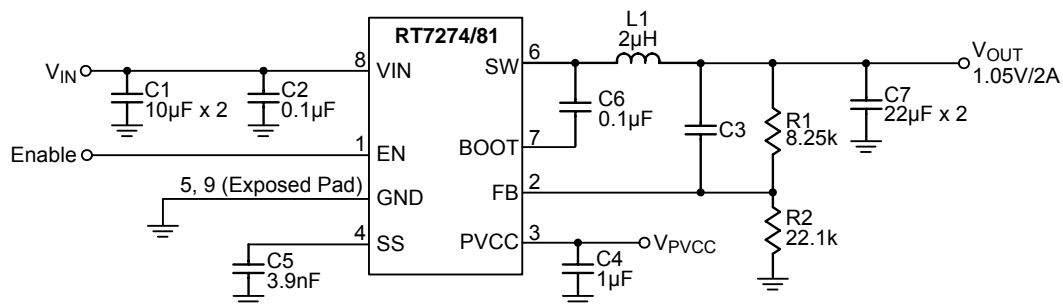 RT7274/81
VIN
8
VIN
C1
10µF x 2
C2
0.1µF
Enable
1
EN
5, 9 (Exposed Pad)
GND
4
SS
C5
3.9nF
SW
6
L1
2µH
C6
0.1µF
BOOT
7
FB
2
C3
R1
8.25k
C7
22µF x 2
VOUT
1.05V/2A
R2
22.1k
PVCC
3
VPVCC
C4
1µF